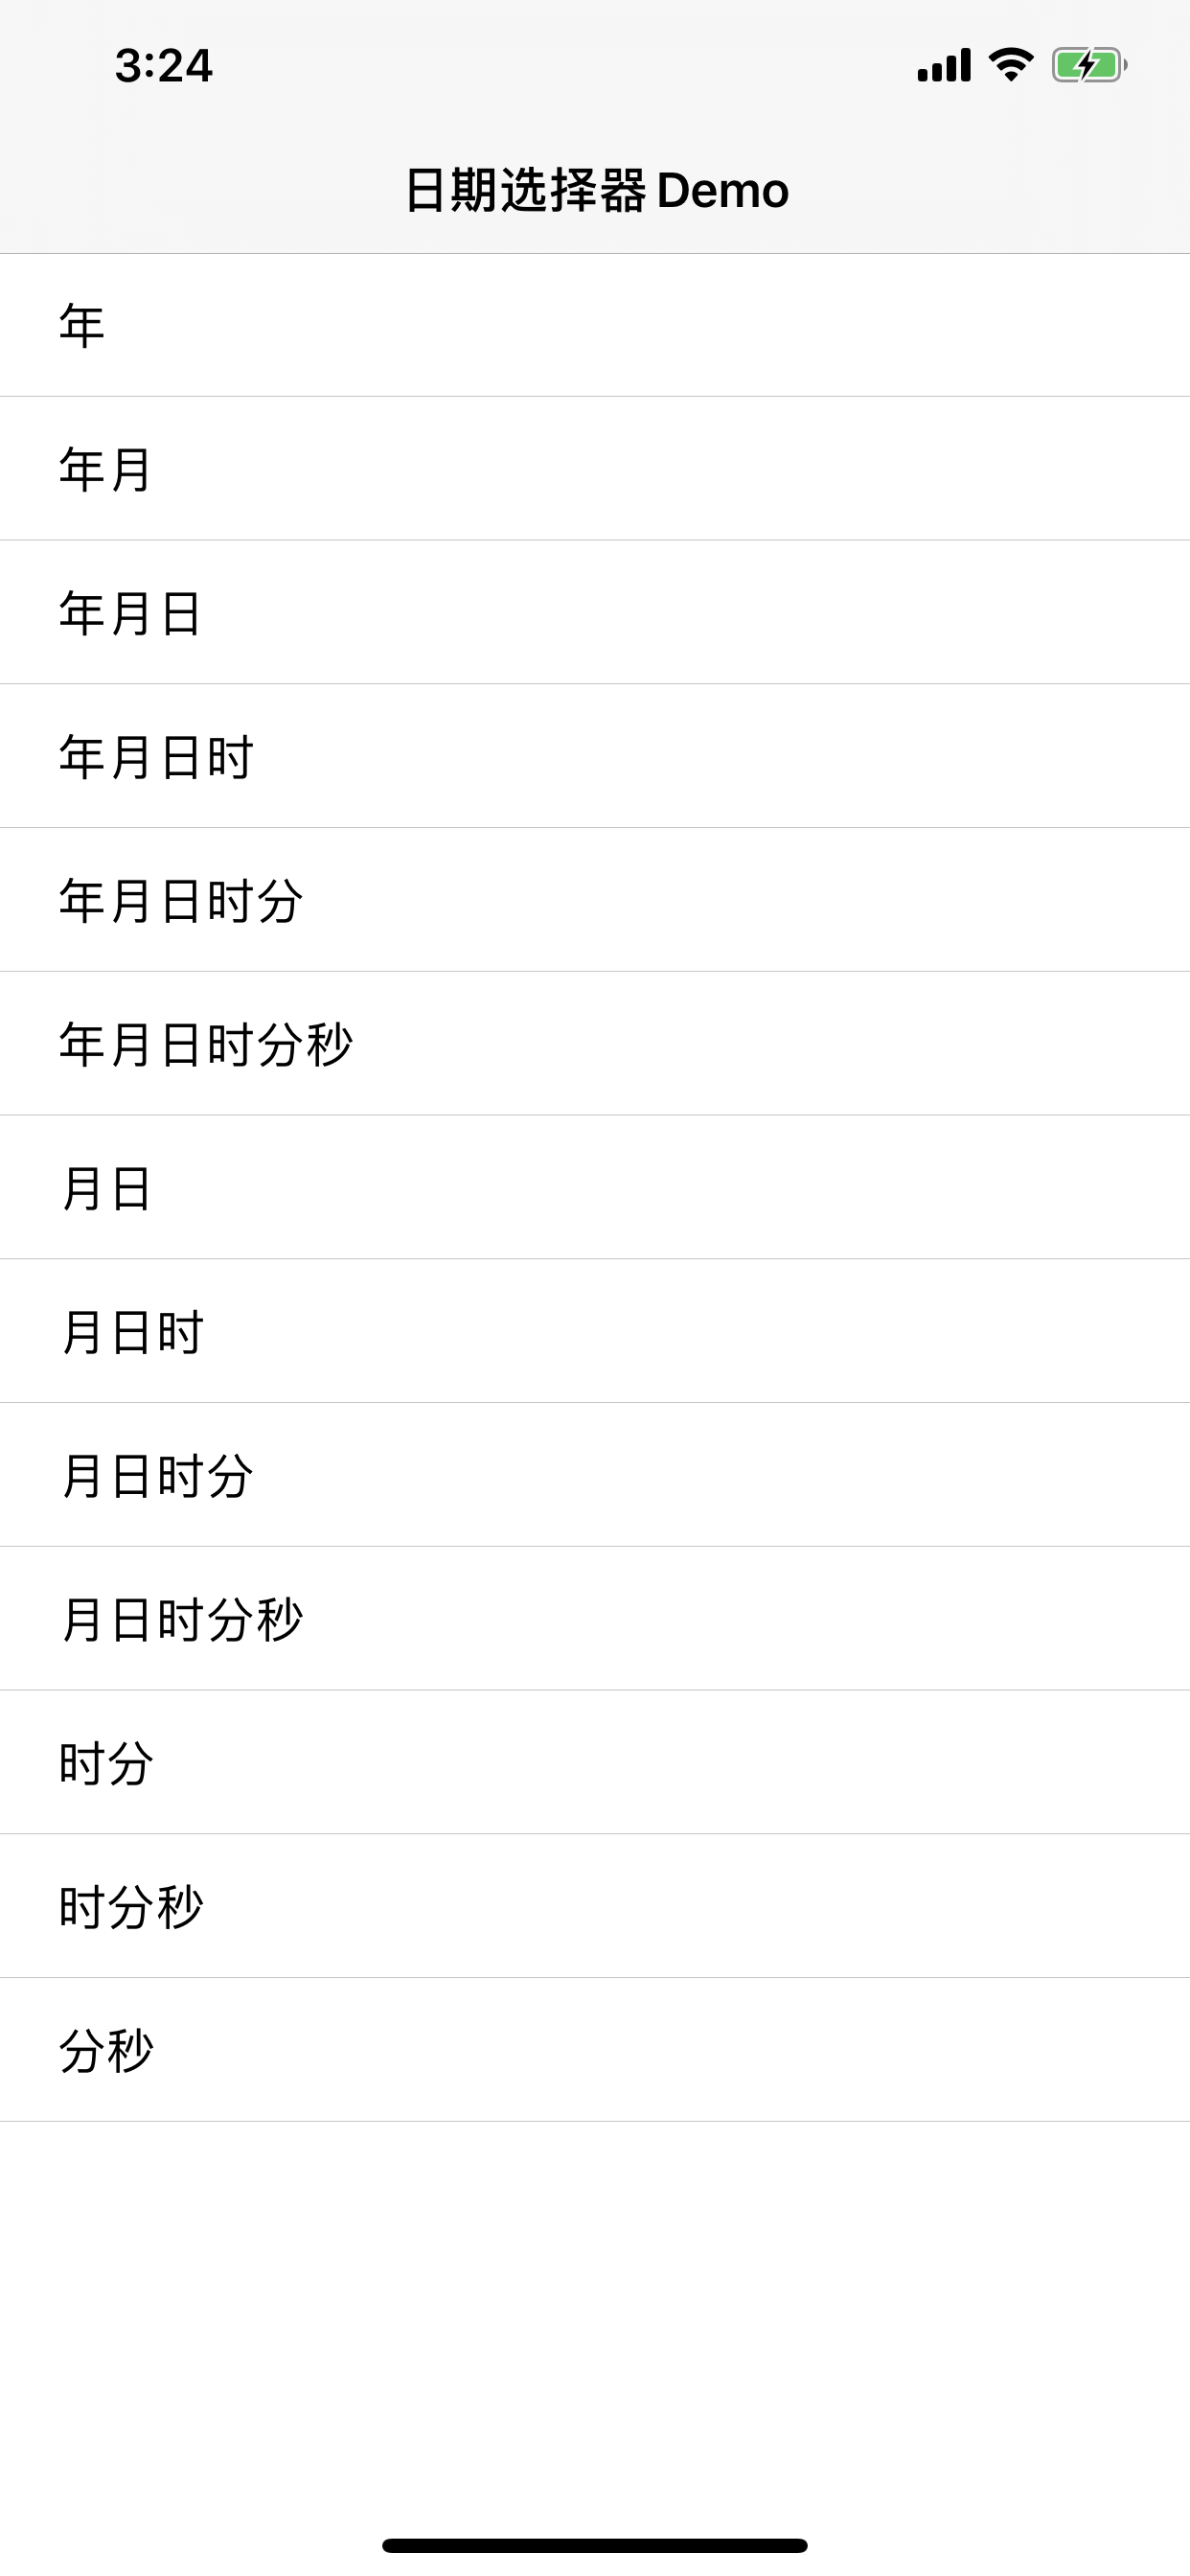 3:24
日期选择器 Demo
年
年月
年月日
年月日时
年月日时分
年月日时分秒
月日
月日时
月日时分
月日时分秒
时分
时分秒
分秒